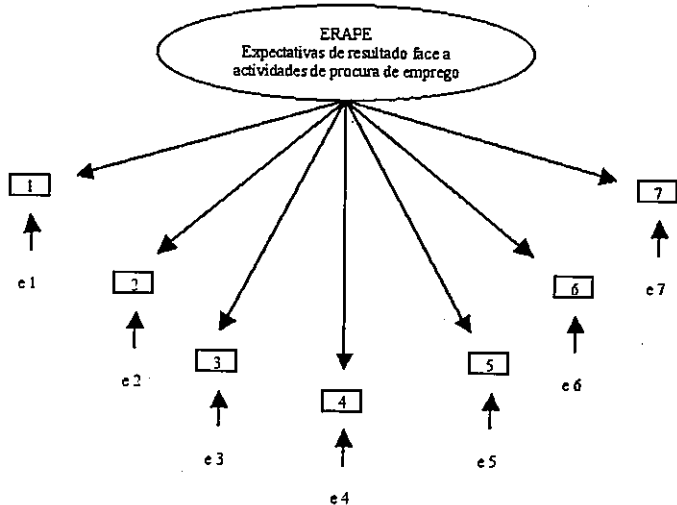 ERAPE
Expectativas de resultado face a
actividades de procura de emprego
1
7
e 1
2
6
e 7
3
5
e 2
4
e 6
e 3
e 5
e 4